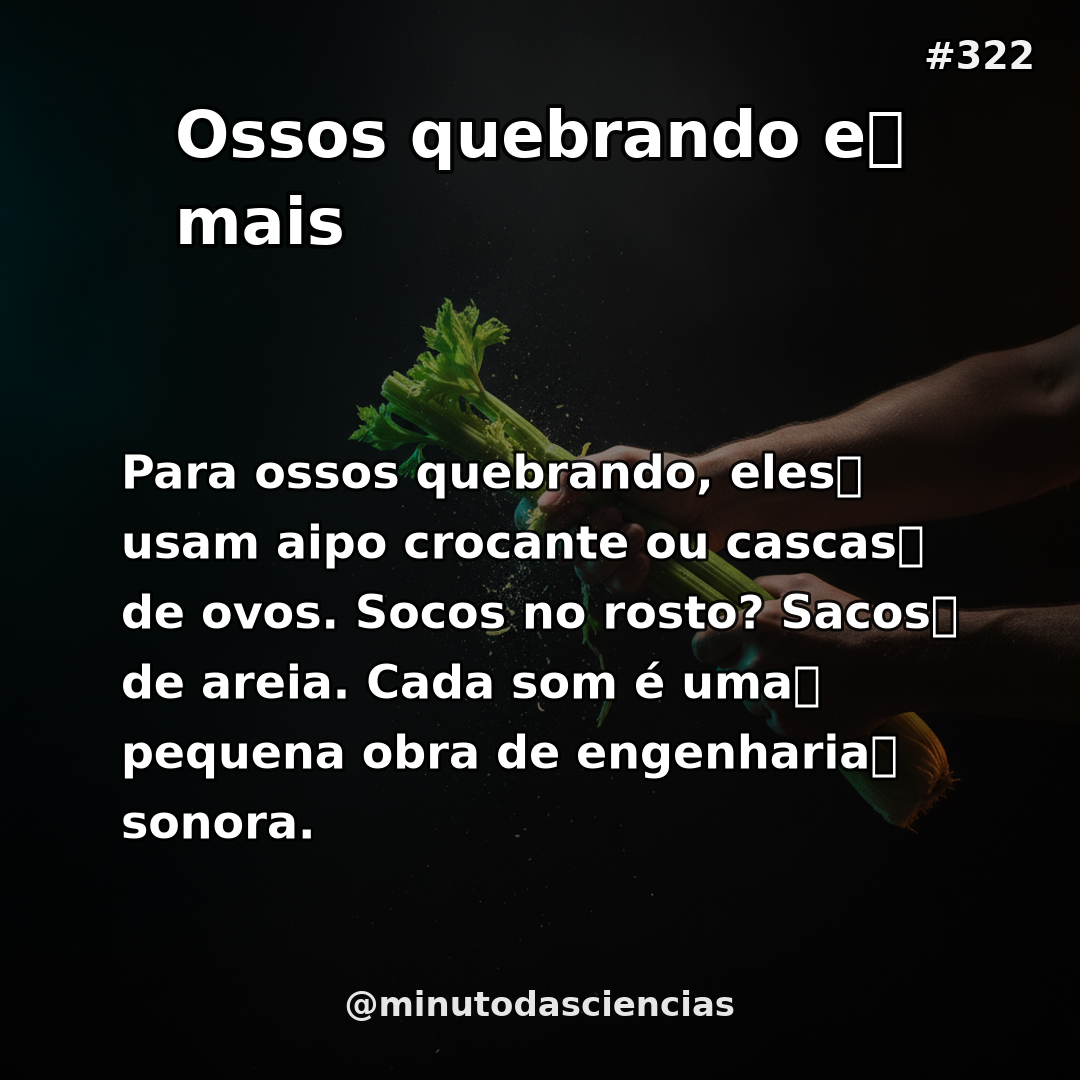 #322
Ossos quebrando e▯
mais
Para ossos quebrando, eles▯
usam aipo crocante ou cascas▯
de ovos. Socos no rosto? Sacos▯
de areia. Cada som é uma▯
pequena obra de engenharia▯
sonora.
@minutodasciencias